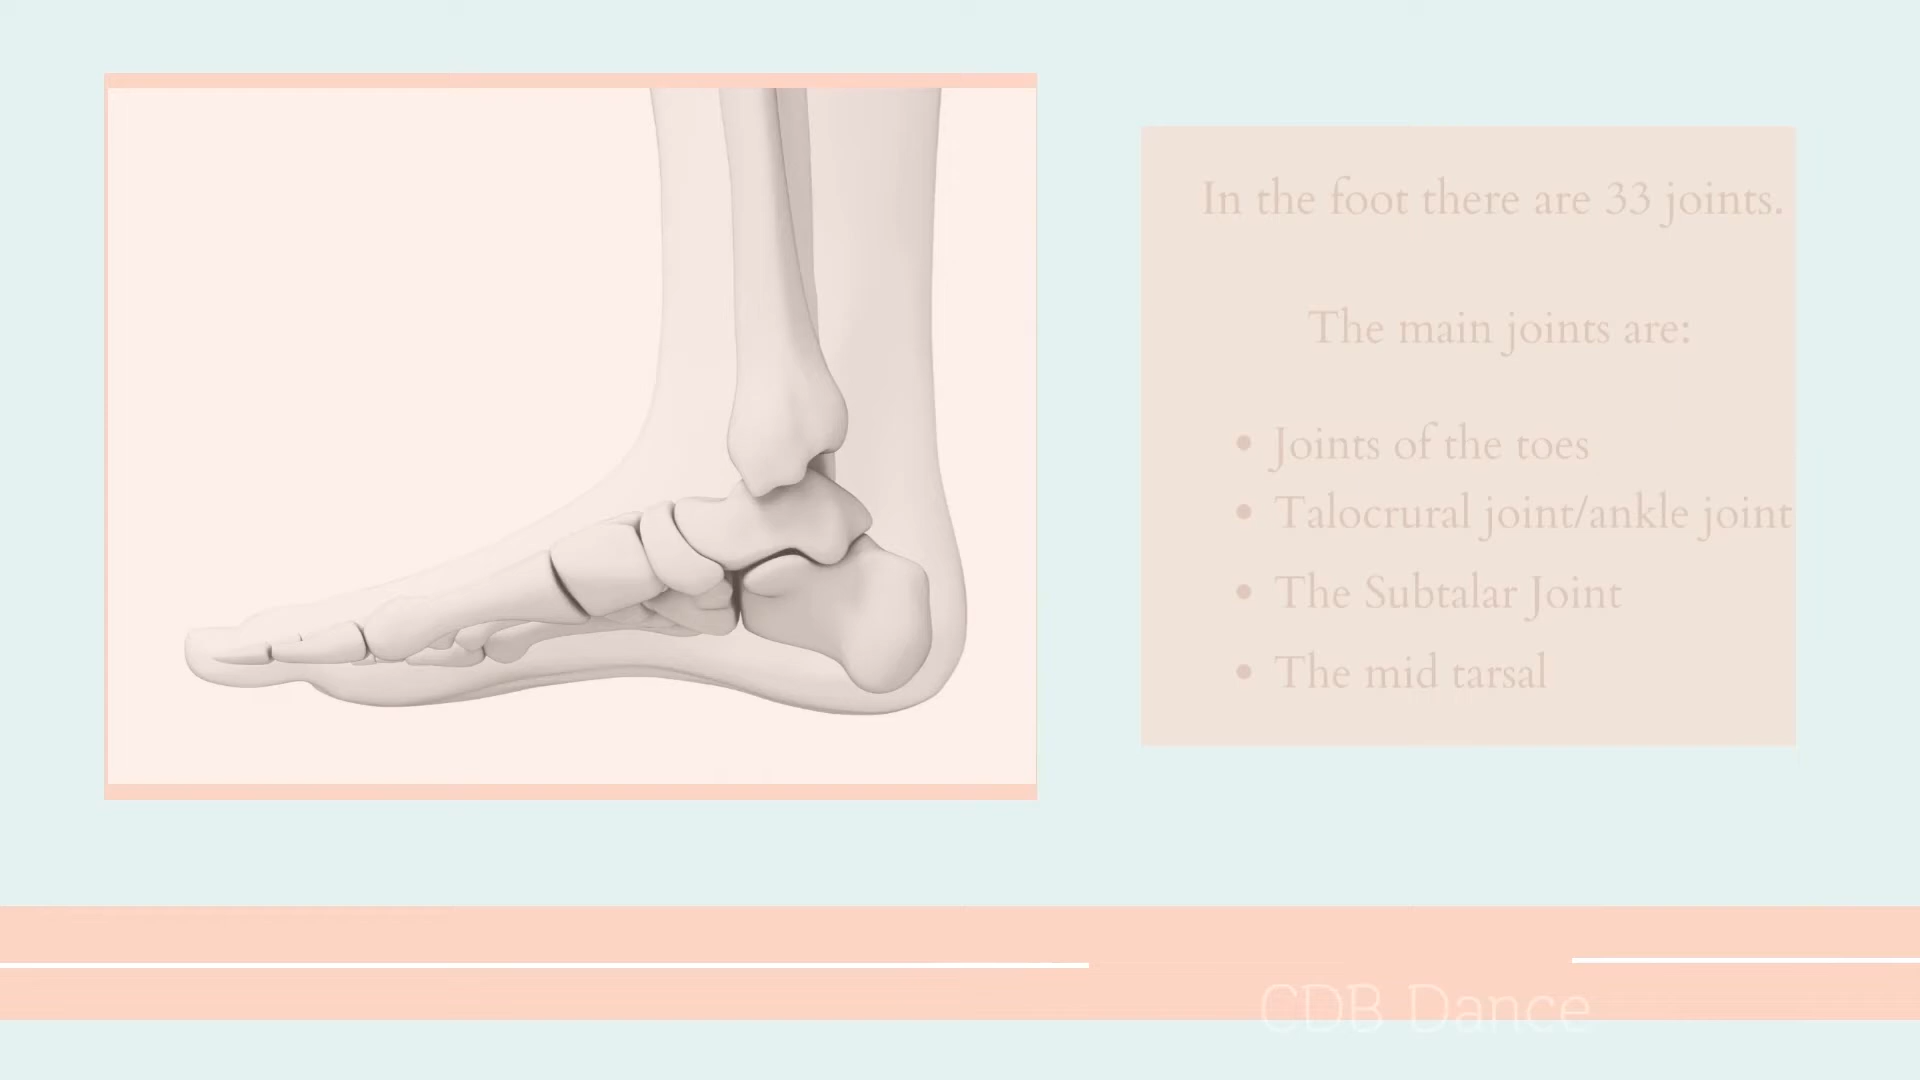 In the foot there are 33 joints.
The main joints are:
• Joints of the toes
• Talocrural joint/ankle joint
• The Subtalar Joint
• The mid tarsal
CDB Dance